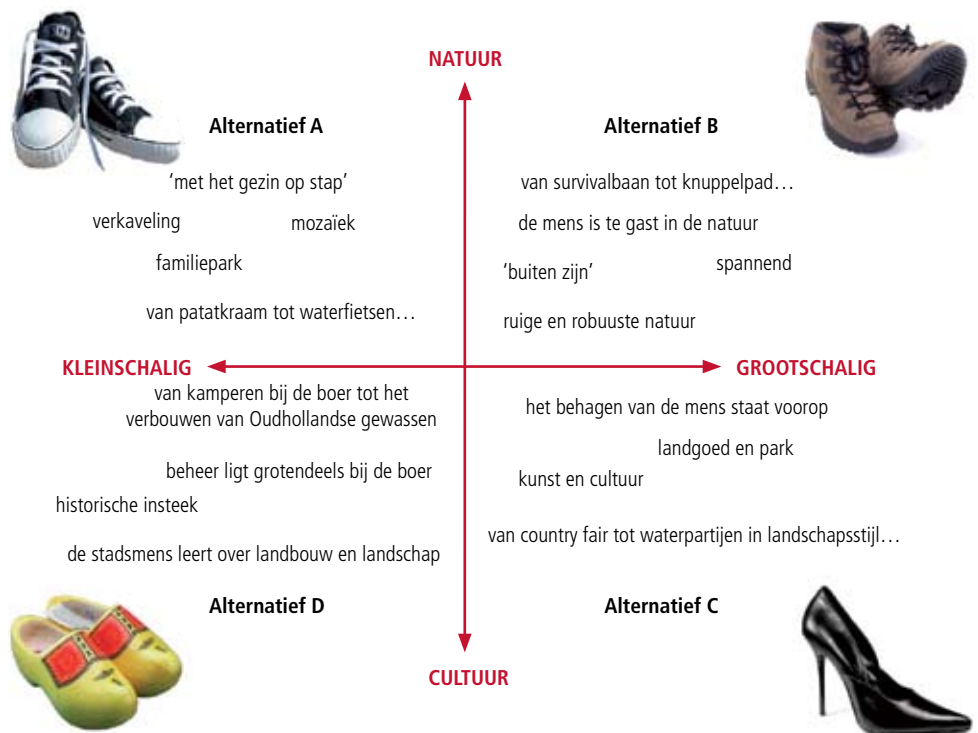 NATUUR
Alternatief A
'met het gezin op stap'
verkaveling
mozaïek
familiepark
van patatkraam tot waterfietsen…
Alternatief B
van survivalbaan tot knuppelpad…
de mens is te gast in de natuur
'buiten zijn'
spannend
ruige en robuuste natuur
KLEINSCHALIG
GROOTSCHALIG
van kamperen bij de boer tot het
verbouwen van Oudhollandse gewassen
beheer ligt grotendeels bij de boer
historische insteek
de stadsmens leert over landbouw en landschap
Alternatief D
het behagen van de mens staat voorop
landgoed en park
kunst en cultuur
van country fair tot waterpartijen in landschapsstijl…
Alternatief C
CULTUUR